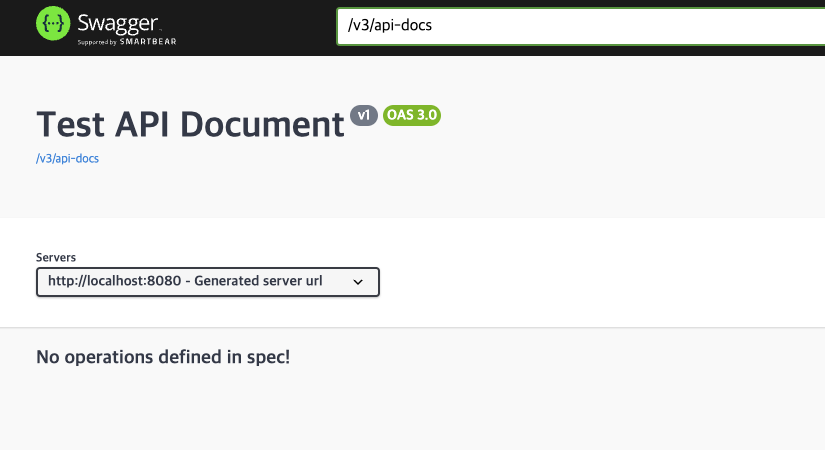 {···} Swagger
Supported by SMARTBEAR
/v3/api-docs
Test API Document v1 OAS 3.0
/v3/api-docs
Servers
http://localhost:8080 - Generated server url
No operations defined in spec!